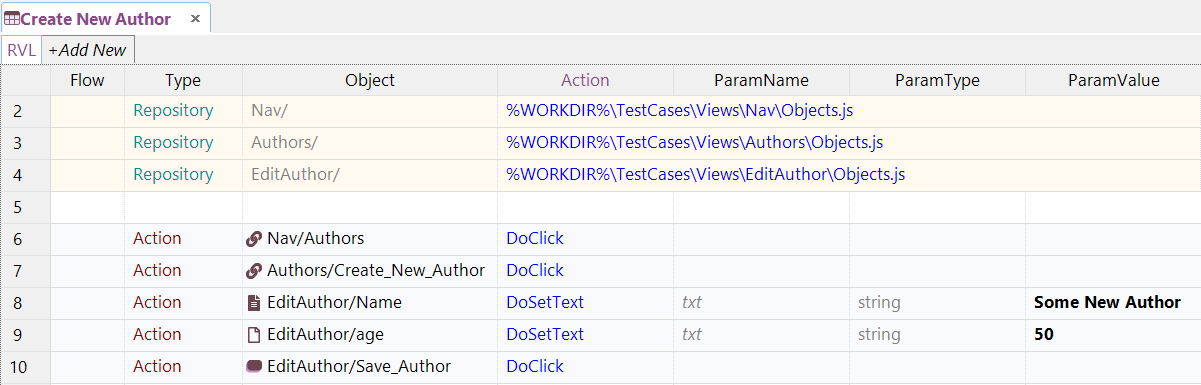 Create New Author ×
RVL +Add New
Flow Type Object Action ParamName ParamType ParamValue
2 Repository Nav/ %WORKDIR%\TestCases\Views\Nav\Objects.js
3 Repository Authors/ %WORKDIR%\TestCases\Views\Authors\Objects.js
4 Repository EditAuthor/ %WORKDIR%\TestCases\Views\EditAuthor\Objects.js
5
6 Action Nav/Authors DoClick
7 Action Authors/Create_New_Author DoClick
8 Action EditAuthor/Name DoSetText txt string Some New Author
9 Action EditAuthor/age DoSetText txt string 50
10 Action EditAuthor/Save_Author DoClick